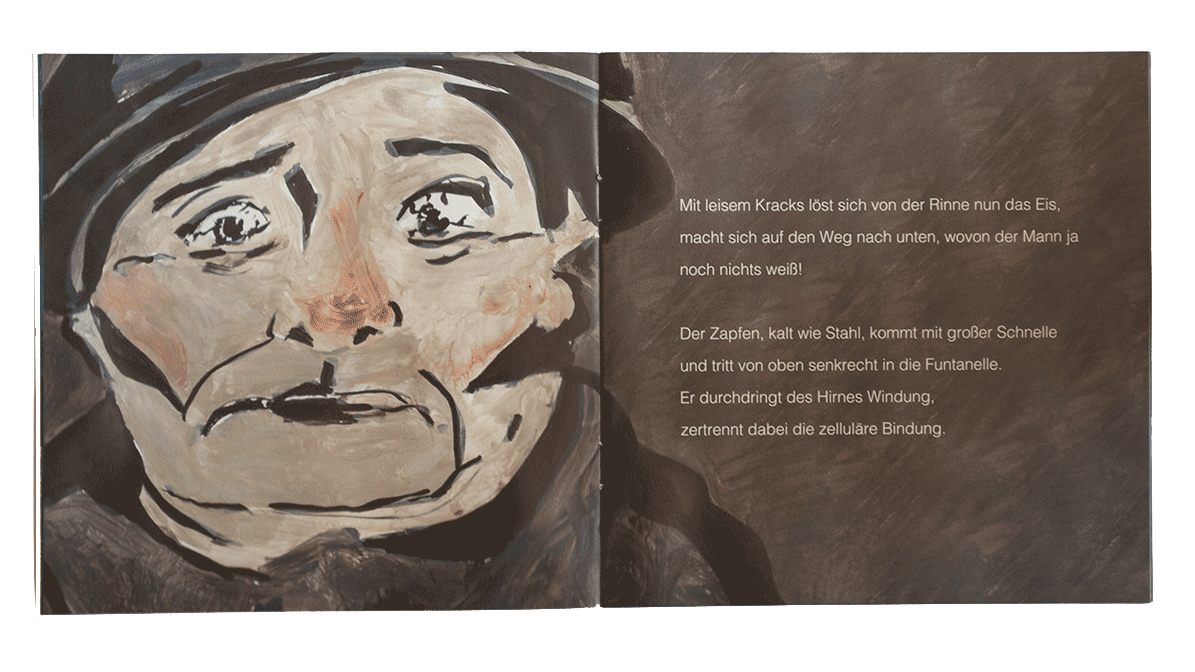 Mit leisem Kracks löst sich von der Rinne nun das Eis,
macht sich auf den Weg nach unten, wovon der Mann ja
noch nichts weiß!
Der Zapfen, kalt wie Stahl, kommt mit großer Schnelle
und tritt von oben senkrecht in die Funtanelle.
Er durchdringt des Hirnes Windung,
zertrennt dabei die zelluläre Bindung.